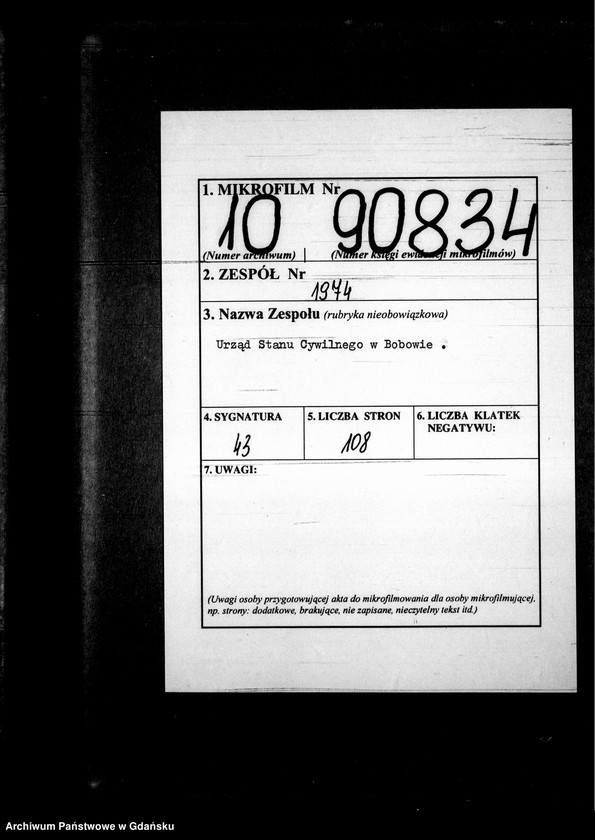 1. MIKROFILM Nr
10 90834
(Numer archiwum) (Numer księgi ewidencji mikrofilmów)
2. ZESPÓŁ Nr
1974
3. Nazwa Zespołu (rubryka nieobowiązkowa)
Urząd Stanu Cywilnego w Bobowie .
4. SYGNATURA
43
5. LICZBA STRON
108
6. LICZBA KLATEK
NEGATYWU:
7. UWAGI:
(Uwagi osoby przygotowującej akta do mikrofilmowania dla osoby mikrofilmującej,
np. strony: dodatkowe, brakujące, nie zapisane, nieczytelny tekst itd.)
Archiwum Państwowe w Gdańsku